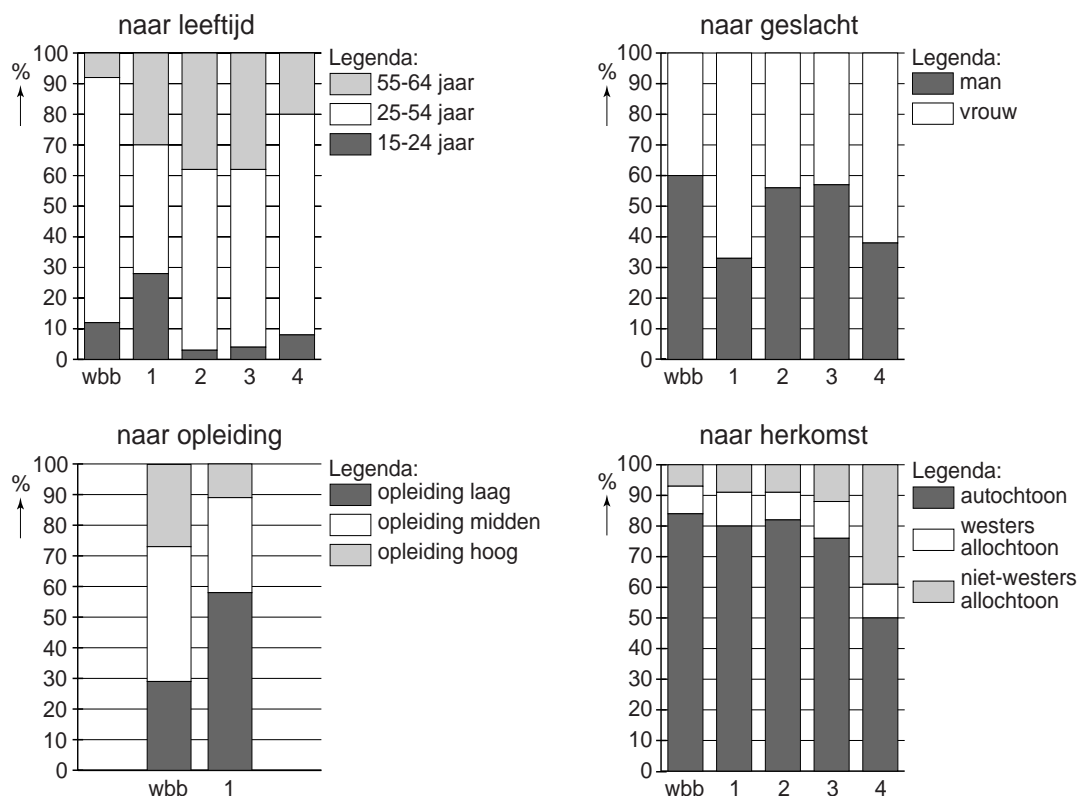 naar leeftijd
%
100
90
80
70
60
50
40
30
20
10
0
wbb 1 2 3 4
Legenda:
55-64 jaar
25-54 jaar
15-24 jaar
naar geslacht
%
100
90
80
70
60
50
40
30
20
10
0
wbb 1 2 3 4
Legenda:
man
vrouw
naar opleiding
%
100
90
80
70
60
50
40
30
20
10
0
wbb 1
Legenda:
opleiding laag
opleiding midden
opleiding hoog
naar herkomst
%
100
90
80
70
60
50
40
30
20
10
0
wbb 1 2 3 4
Legenda:
autochtoon
westers
allochtoon
niet-westers
allochtoon